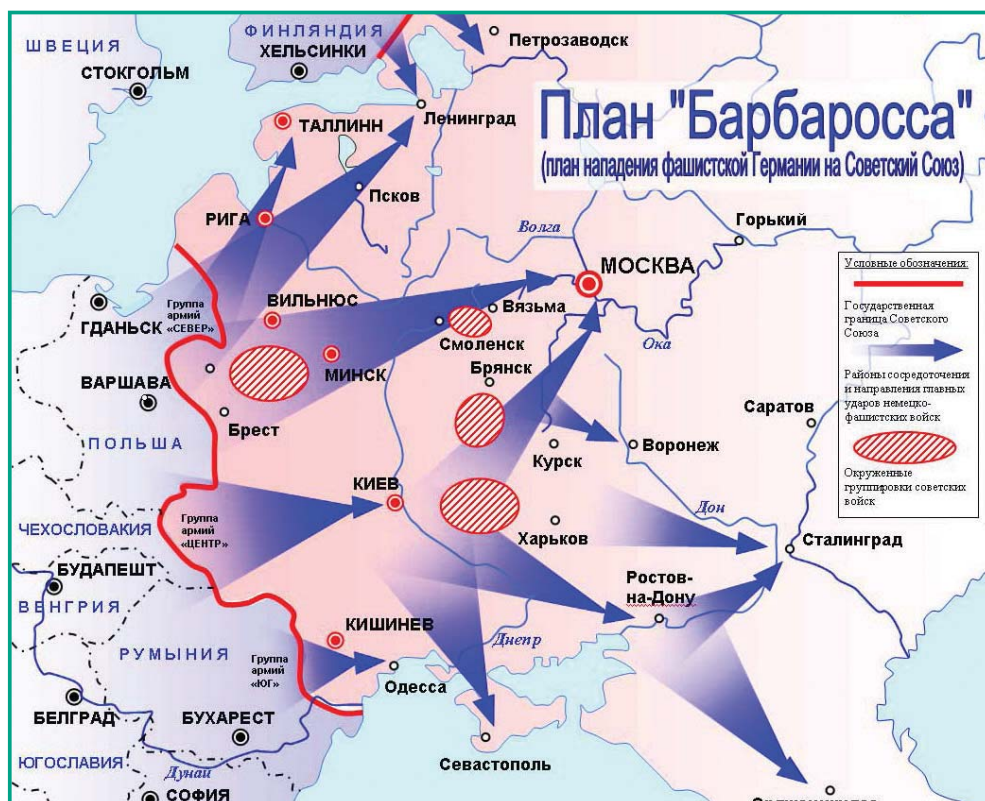 ШВЕЦИЯ
ФИНЛЯНДИЯ
ХЕЛЬСИНКИ
Петрозаводск
СТОКГОЛЬМ
План "Барбаросса"
(план нападения фашистской Германии на Советский Союз)
ТАЛЛИНН
Ленинград
Псков
РИГА
Волга
Горький
МОСКВА
Условные обозначения:
Государственная
граница Советского
Союза
Районы сосредоточения
и направления главных
ударов немецко-
фашистских войск
Окруженные
группировки советских
войск
ГДАНЬСК
Группа
армий
«СЕВЕР»
ВИЛЬНЮС
Вязьма
Смоленск
Ока
МИНСК
Брянск
ВАРШАВА
Брест
Саратов
ПОЛЬША
Курск
Воронеж
КИЕВ
Дон
Харьков
ЧЕХОСЛОВАКИЯ
Группа
армий
«ЦЕНТР»
Сталинград
БУДАПЕШТ
Ростов-
на-Дону
ВЕНГРИЯ
КИШИНЕВ
Днепр
РУМЫНИЯ
Группа
армий
«ЮГ»
Одесса
БЕЛГРАД
БУХАРЕСТ
Севастополь
ЮГОСЛАВИЯ
Дунай
СОФИЯ